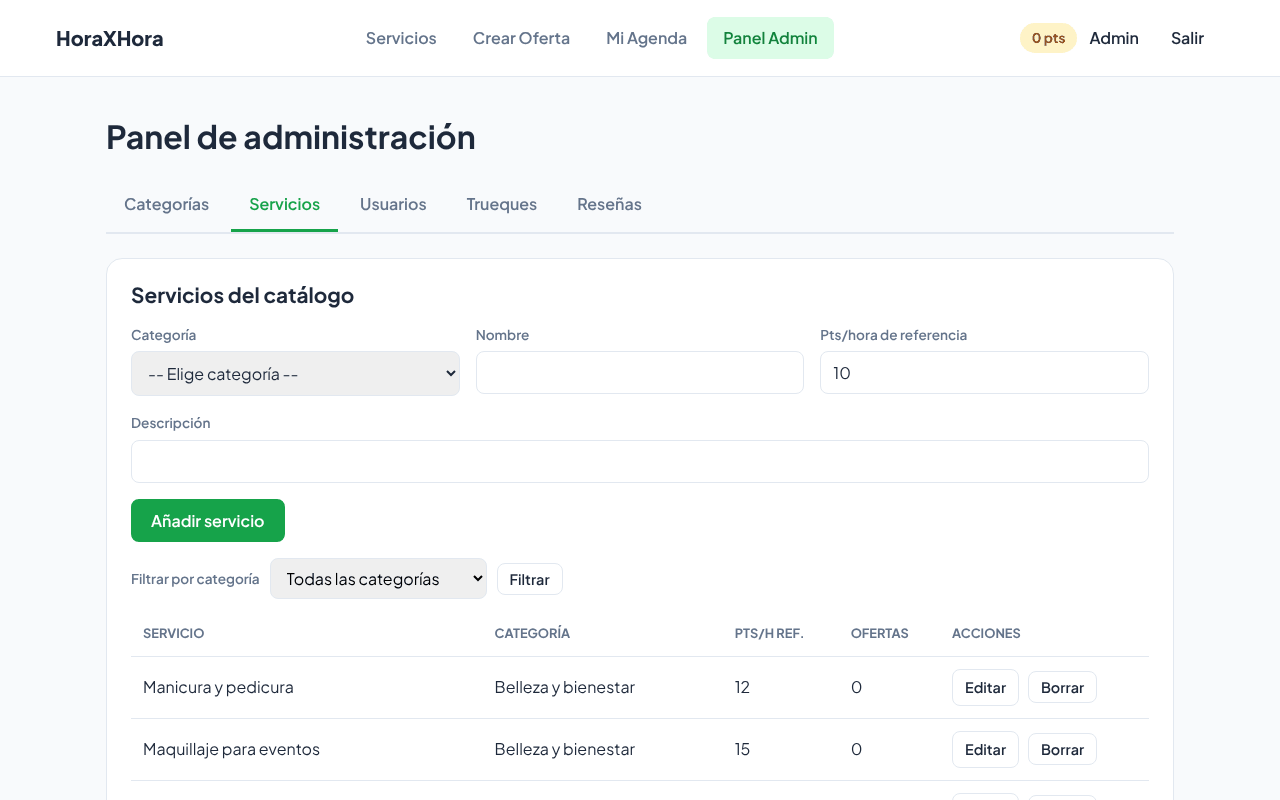 HoraXHora Servicios Crear Oferta Mi Agenda Panel Admin 0 pts Admin Salir
Panel de administración
Categorías Servicios Usuarios Trueques Reseñas
Servicios del catálogo
Categoría Nombre Pts/hora de referencia
-- Elige categoría -- 10
Descripción
Añadir servicio
Filtrar por categoría Todas las categorías Filtrar
SERVICIO CATEGORÍA PTS/H REF. OFERTAS ACCIONES
Manicura y pedicura Belleza y bienestar 12 0 Editar Borrar
Maquillaje para eventos Belleza y bienestar 15 0 Editar Borrar